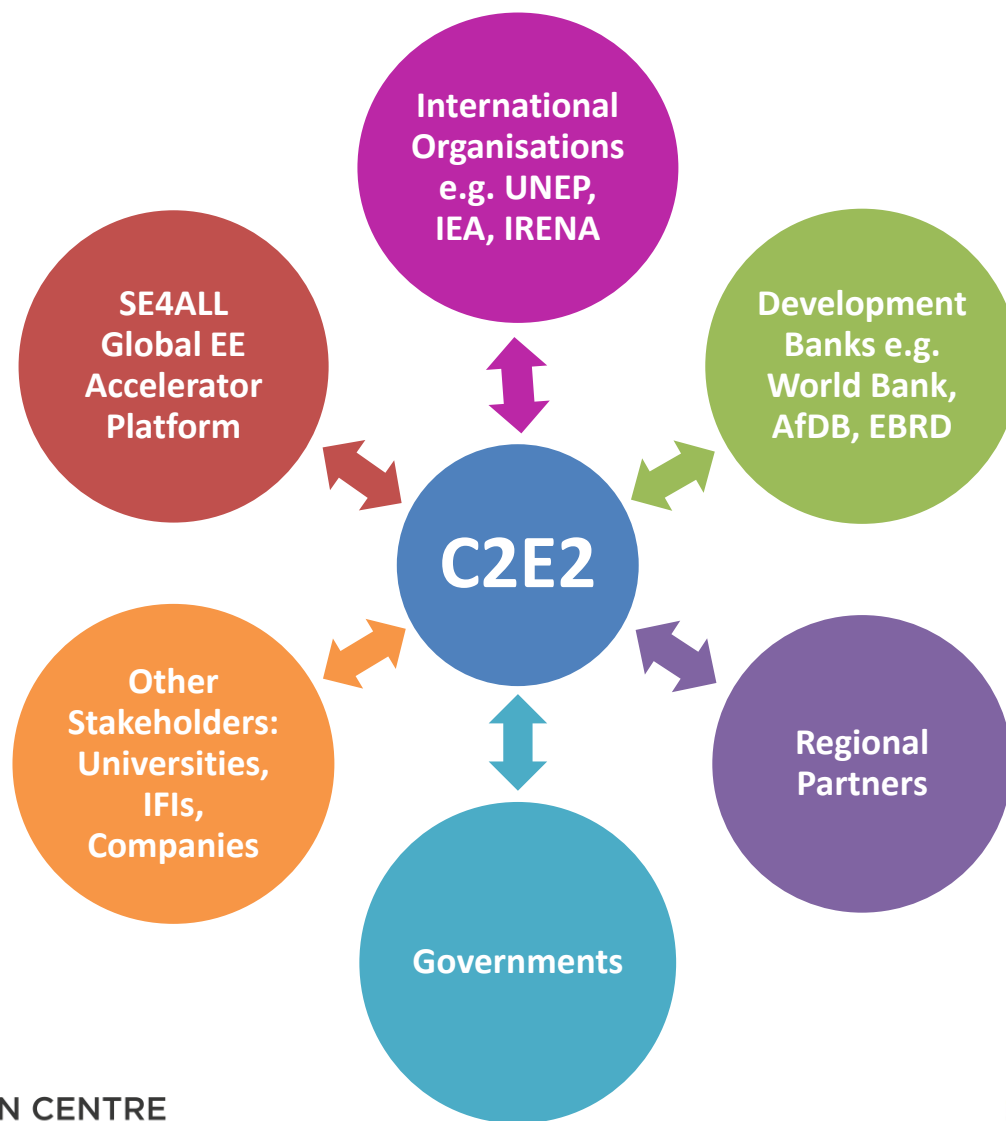 International
Organisations
e.g. UNEP,
IEA, IRENA
SE4ALL
Global EE
Accelerator
Platform
Development
Banks e.g.
World Bank,
AfDB, EBRD
C2E2
Other
Stakeholders:
Universities,
IFIs,
Companies
Regional
Partners
Governments
N CENTRE